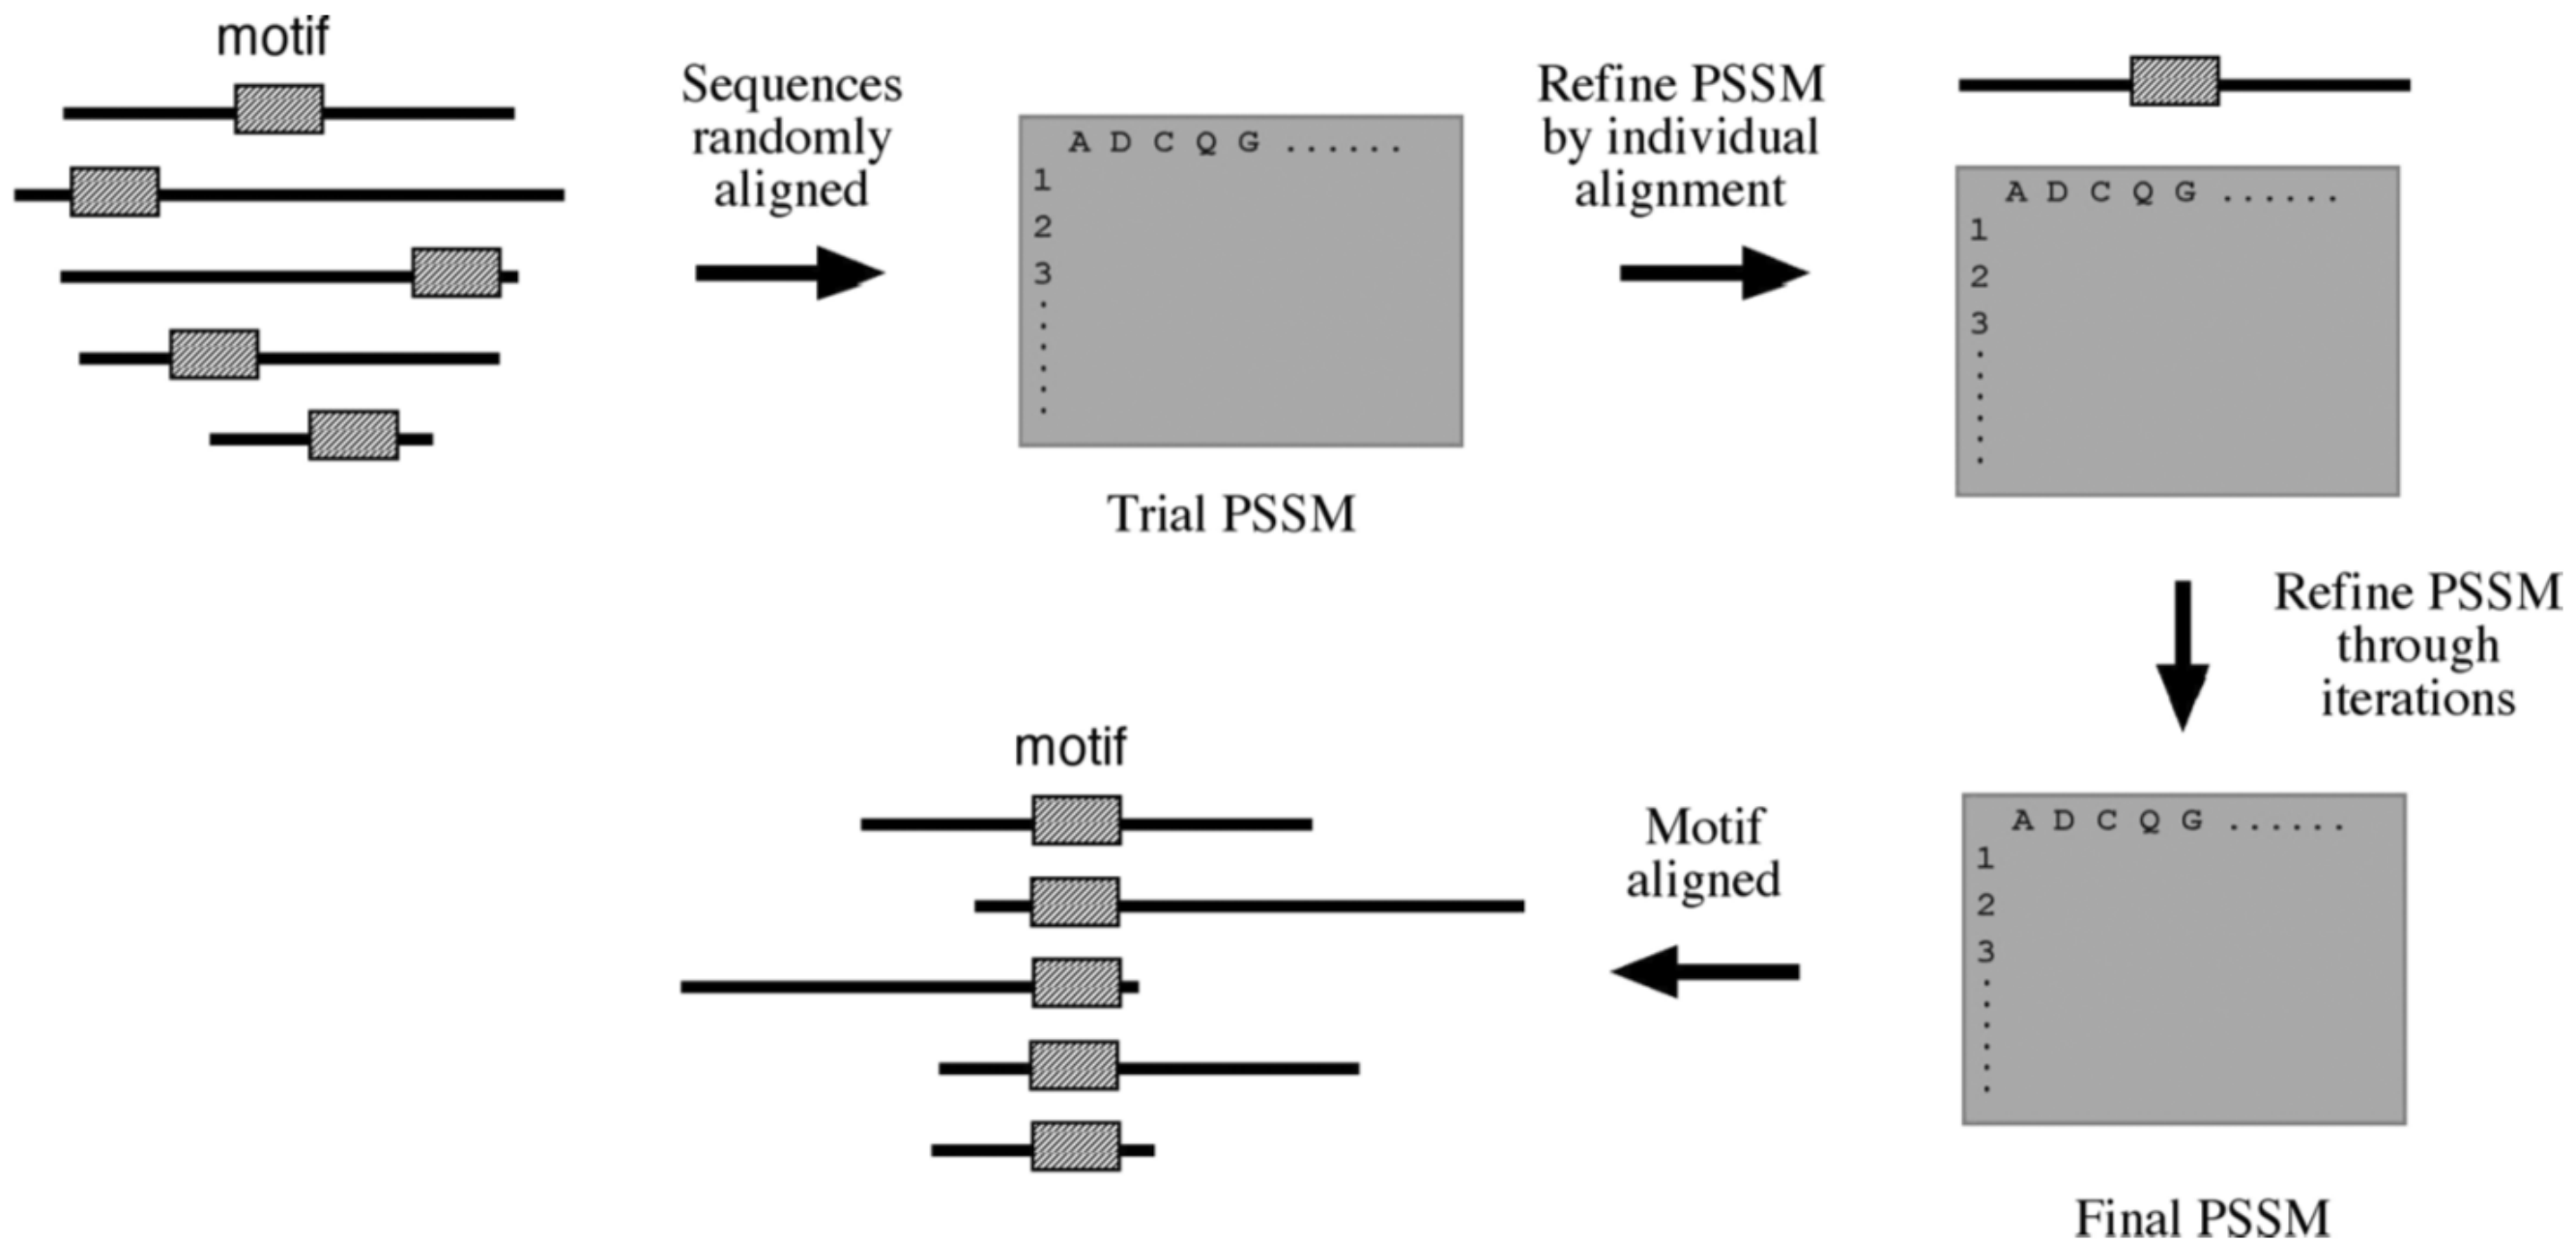 motif
Sequences
randomly
aligned
A D C Q G ......
1
2
3
.
.
.
.
.
.
Trial PSSM
Refine PSSM
by individual
alignment
A D C Q G ......
1
2
3
.
.
.
.
.
.
Refine PSSM
through
iterations
A D C Q G ......
1
2
3
.
.
.
.
.
.
Final PSSM
Motif
aligned
motif